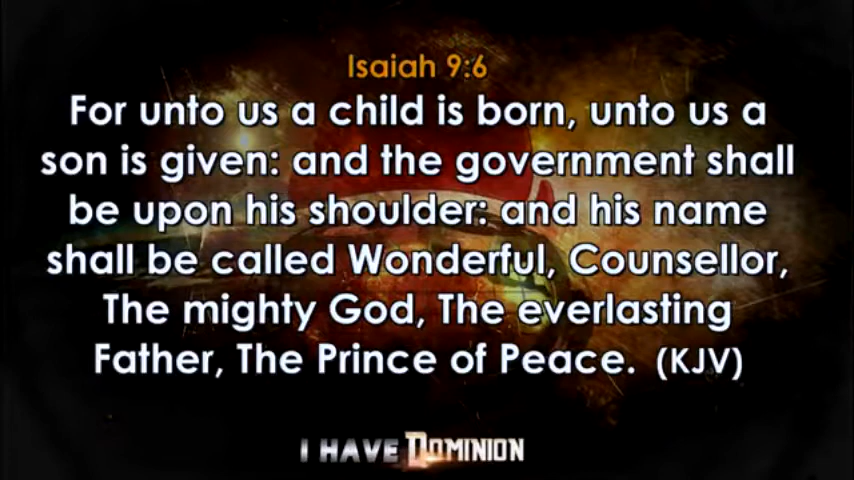 Isaiah 9:6
For unto us a child is born, unto us a
son is given: and the government shall
be upon his shoulder: and his name
shall be called Wonderful, Counsellor,
The mighty God, The everlasting
Father, The Prince of Peace. (KJV)
I HAVE DOMINION